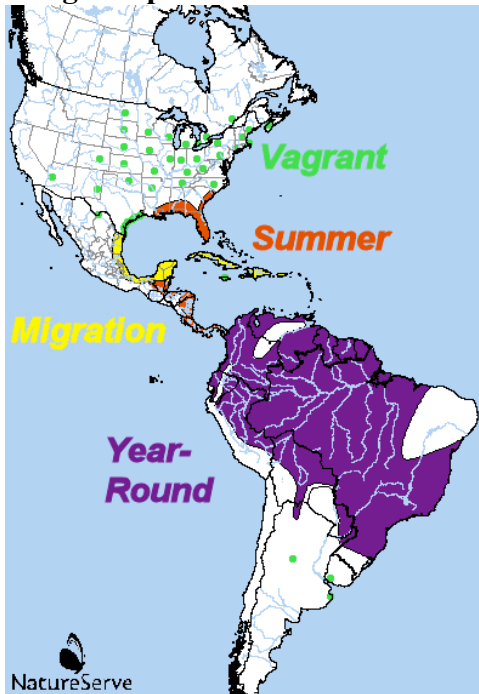 Vagrant
Summer
Migration
Year-
Round
NatureServe